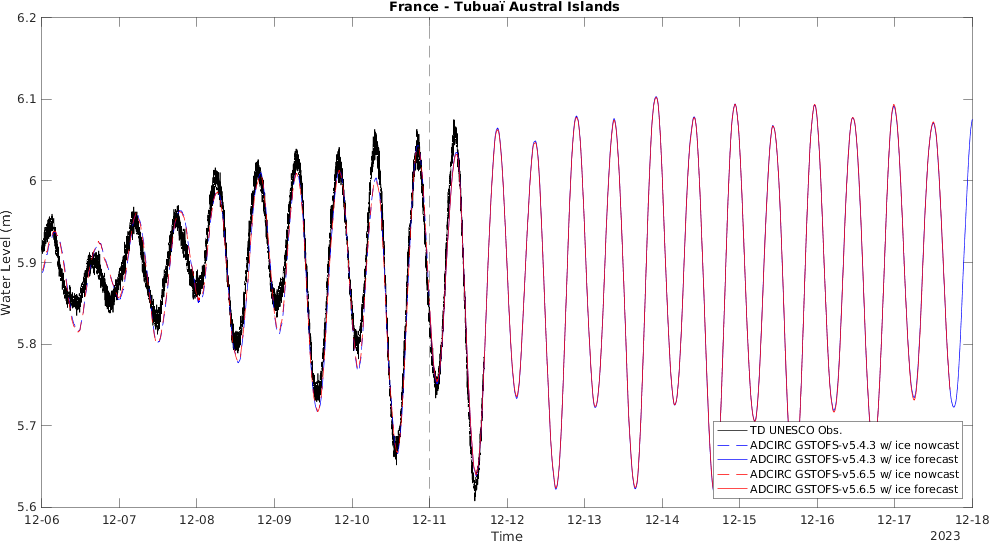 France - Tubuaï Austral Islands
6.2
6.1
6
5.9
5.8
5.7
5.6
Water Level (m)
TD UNESCO Obs.
ADCIRC GSTOFS-v5.4.3 w/ ice nowcast
ADCIRC GSTOFS-v5.4.3 w/ ice forecast
ADCIRC GSTOFS-v5.6.5 w/ ice nowcast
ADCIRC GSTOFS-v5.6.5 w/ ice forecast
12-06 12-07 12-08 12-09 12-10 12-11 12-12 12-13 12-14 12-15 12-16 12-17 12-18
Time
2023